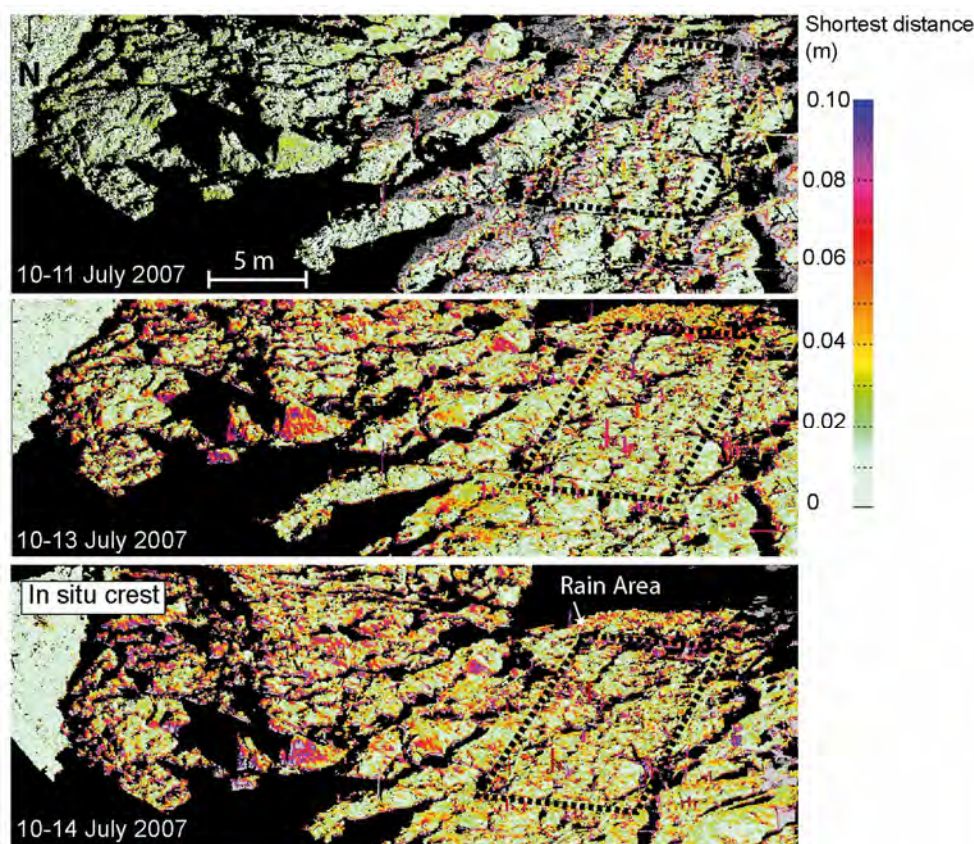 Shortest distance
(m)
N
0.10
0.08
0.06
0.04
0.02
0
5 m
10-11 July 2007
10-13 July 2007
In situ crest
Rain Area
10-14 July 2007